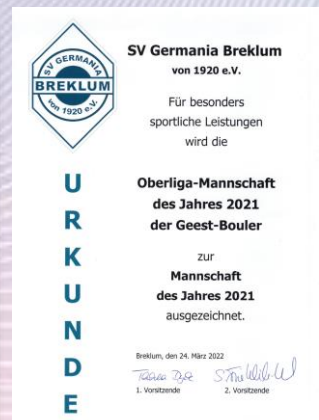 SV GERMANIA
BREKLUM
von 1920 e.V.
URKUNDE
SV Germania Breklum
von 1920 e.V.
Für besonders
sportliche Leistungen
wird die
Oberliga-Mannschaft
des Jahres 2021
der Geest-Bouler
zur
Mannschaft
des Jahres 2021
ausgezeichnet.
Breklum, den 24. März 2022
1. Vorsitzende
2. Vorsitzende